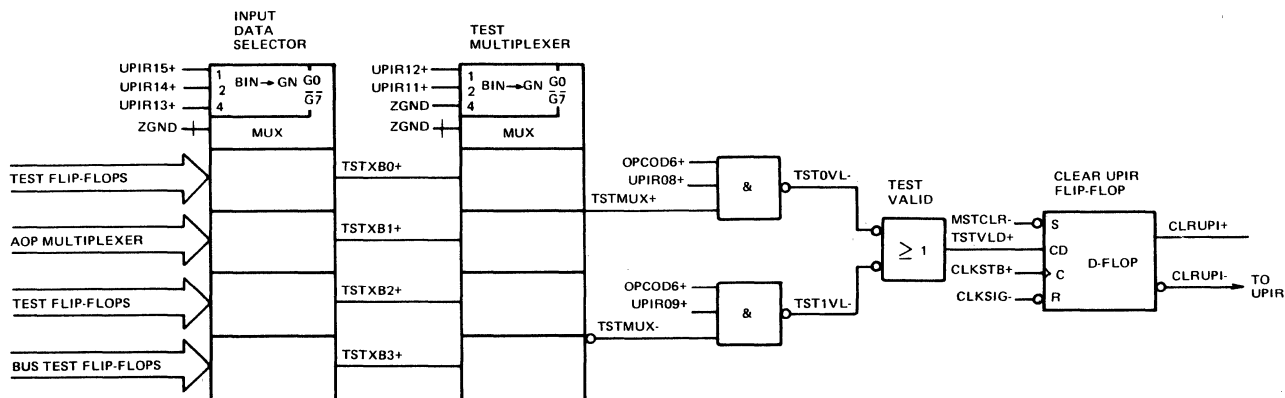 INPUT
DATA
SELECTOR
UPIR15+
UPIR14+
UPIR13+
ZGND
1
2
4
BIN→GN
G0
G7
MUX
TEST
MULTIPLEXER
UPIR12+
UPIR11+
ZGND
ZGND
1
2
4
BIN→GN
G0
G7
MUX
TEST FLIP-FLOPS
AOP MULTIPLEXER
TEST FLIP-FLOPS
BUS TEST FLIP-FLOPS
TSTXB0+
TSTXB1+
TSTXB2+
TSTXB3+
OPCOD6+
UPIR08+
TSTMUX+
&
TST0VL-
OPCOD6+
UPIR09+
TSTMUX-
&
TST1VL-
TEST
VALID
≥ 1
CLEAR UPIR
FLIP-FLOP
MSTCLR-
TSTVLD+
CLKSTB+
CLKSIG-
S
CD
C
R
D-FLOP
CLRUPI+
CLRUPI-
TO
UPIR